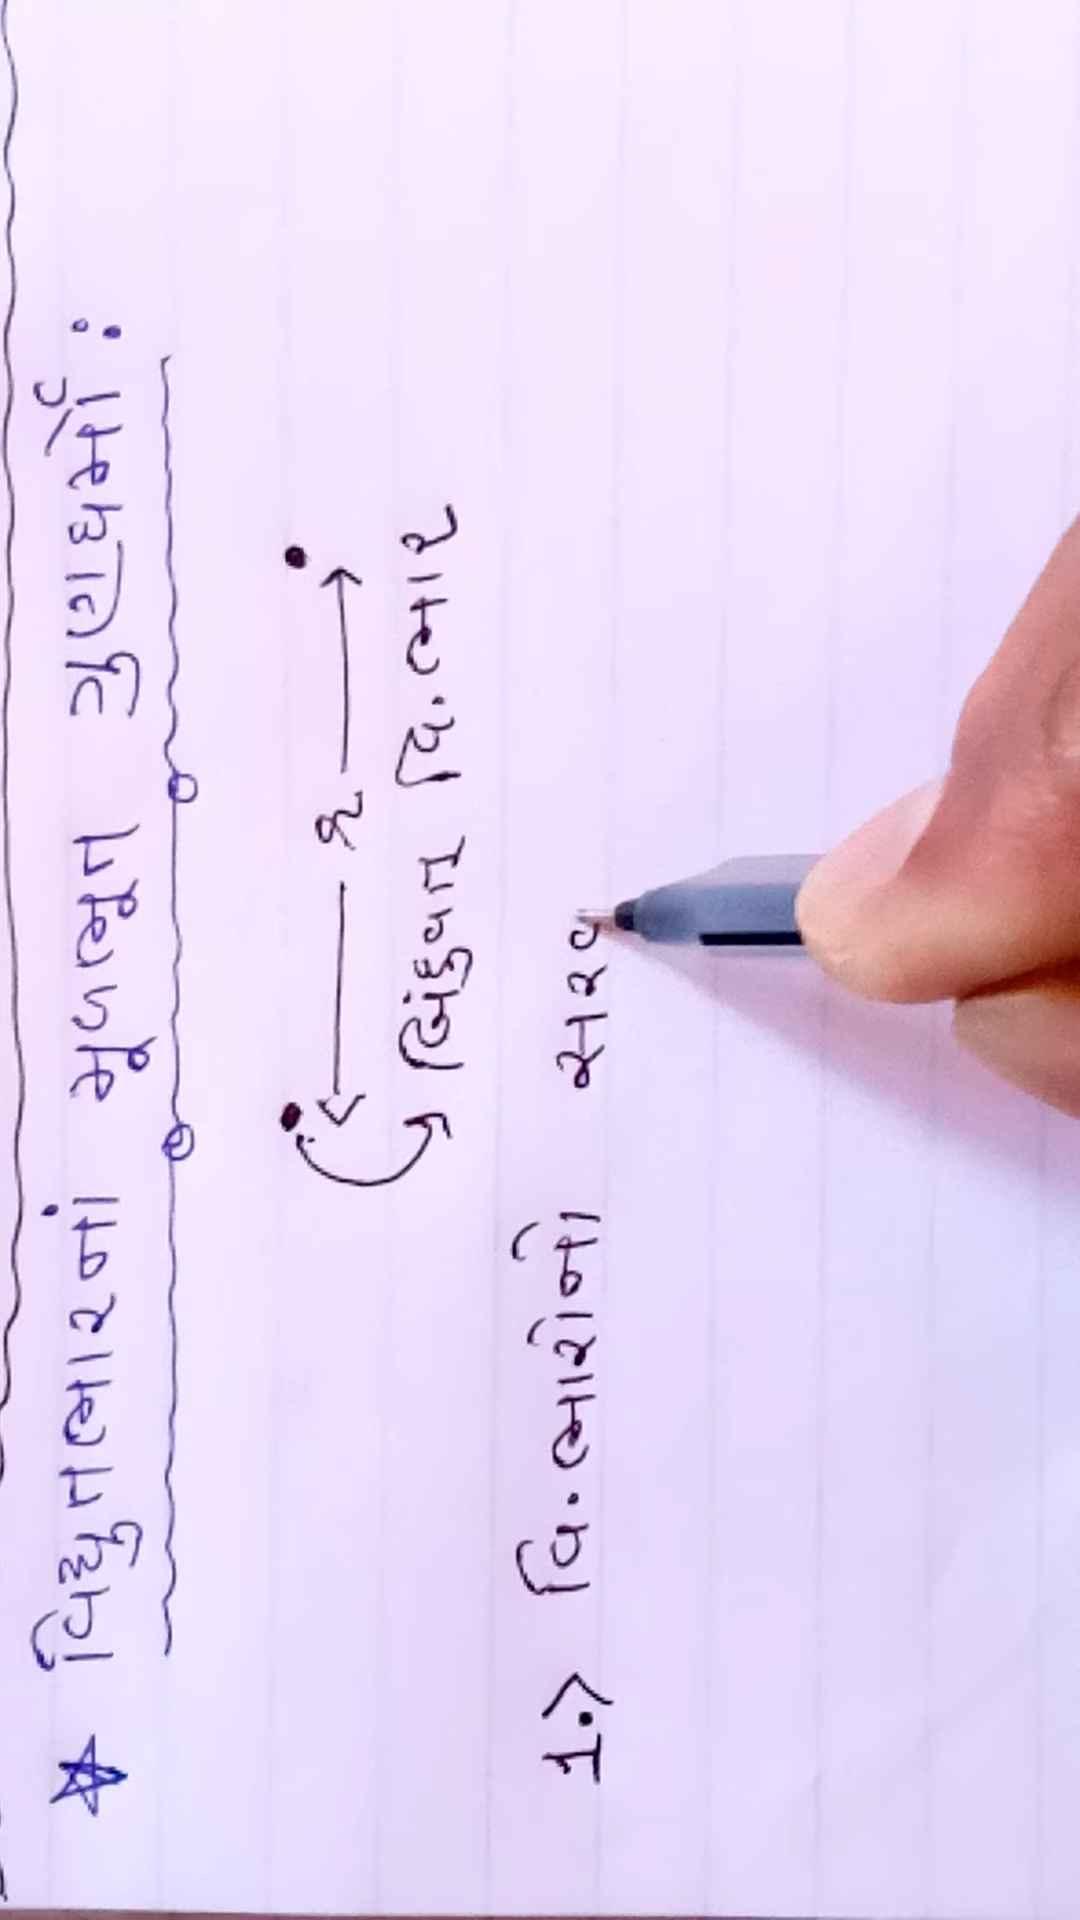 ★ વિદ્યુતભારનાં મૂળભૂત ગુણધર્મો :
r
બિંદુવત્ વિ.ભાર
1.> વિ.ભારોનો સરવ